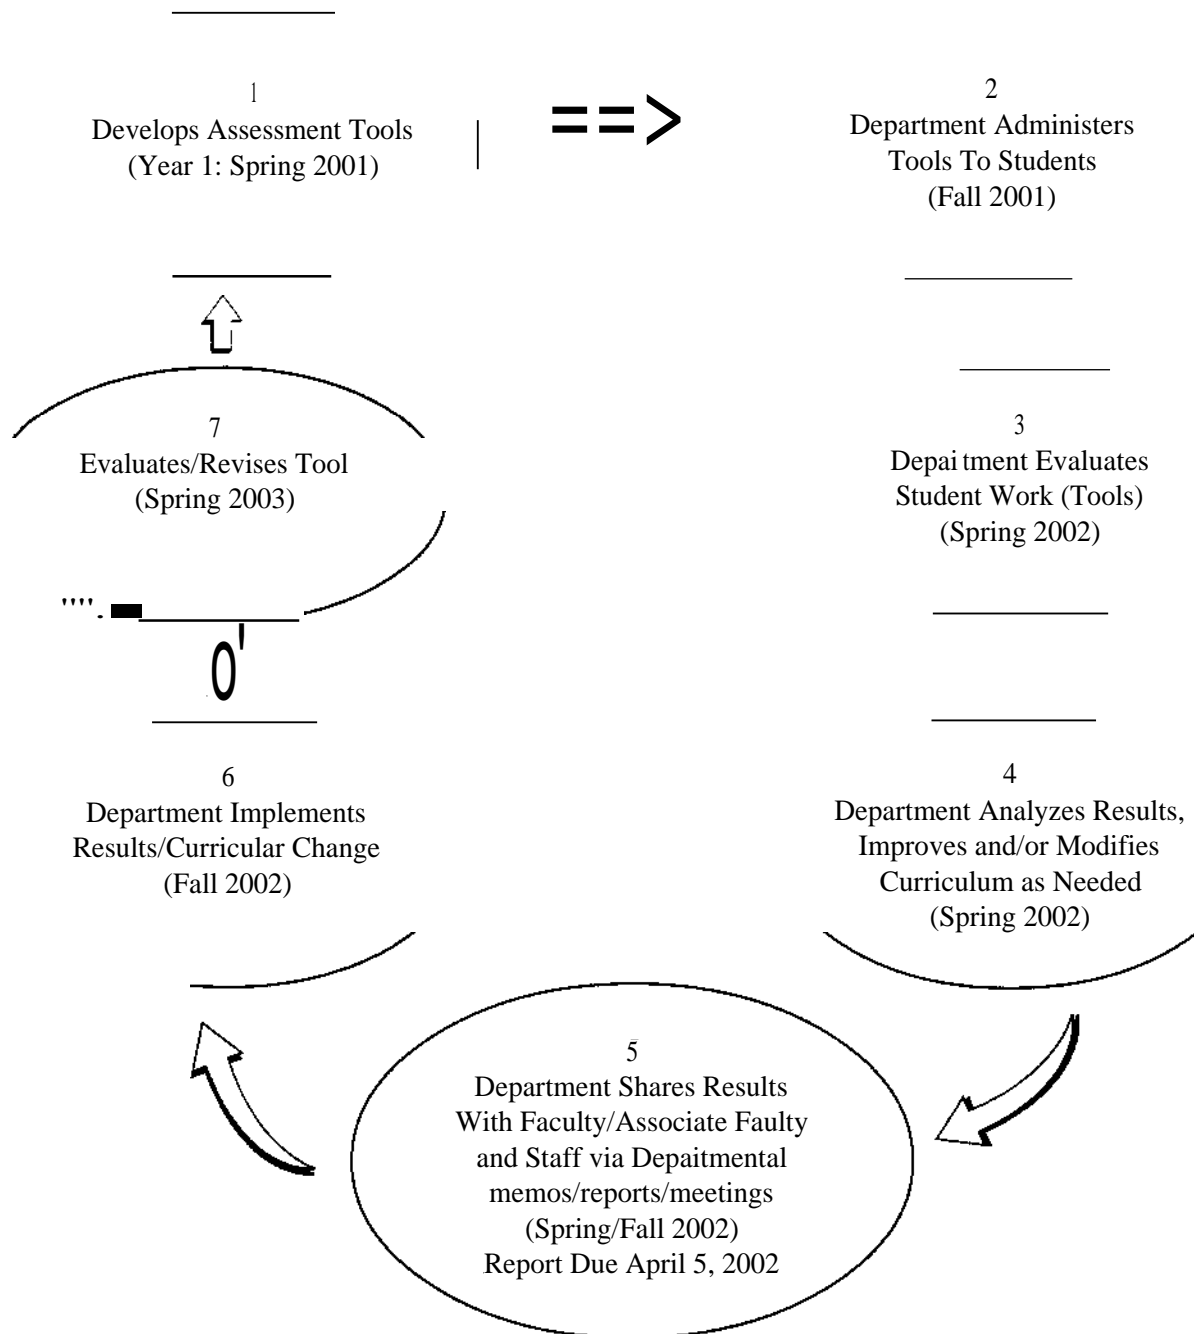 1
Develops Assessment Tools
(Year 1: Spring 2001)
==>
2
Department Administers
Tools To Students
(Fall 2001)
3
Depaitment Evaluates
Student Work (Tools)
(Spring 2002)
4
Department Analyzes Results,
Improves and/or Modifies
Curriculum as Needed
(Spring 2002)
5
Department Shares Results
With Faculty/Associate Faulty
and Staff via Depaitmental
memos/reports/meetings
(Spring/Fall 2002)
Report Due April 5, 2002
6
Department Implements
Results/Curricular Change
(Fall 2002)
7
Evaluates/Revises Tool
(Spring 2003)